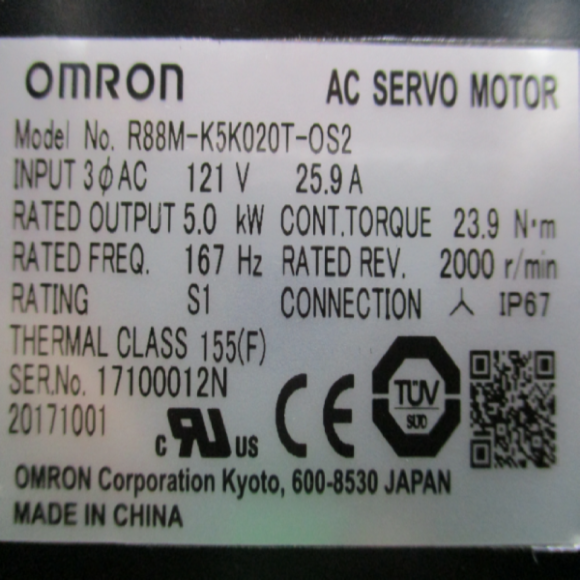 OMRON AC SERVO MOTOR
Model No. R88M-K5K020T-OS2
INPUT 3ϕAC 121 V 25.9 A
RATED OUTPUT 5.0 kW CONT.TORQUE 23.9 N·m
RATED FREQ. 167 Hz RATED REV. 2000 r/min
RATING S1 CONNECTION 人 IP67
THERMAL CLASS 155(F)
SER.No. 17100012N
20171001
c RU US CE TÜV SÜD
OMRON Corporation Kyoto, 600-8530 JAPAN
MADE IN CHINA